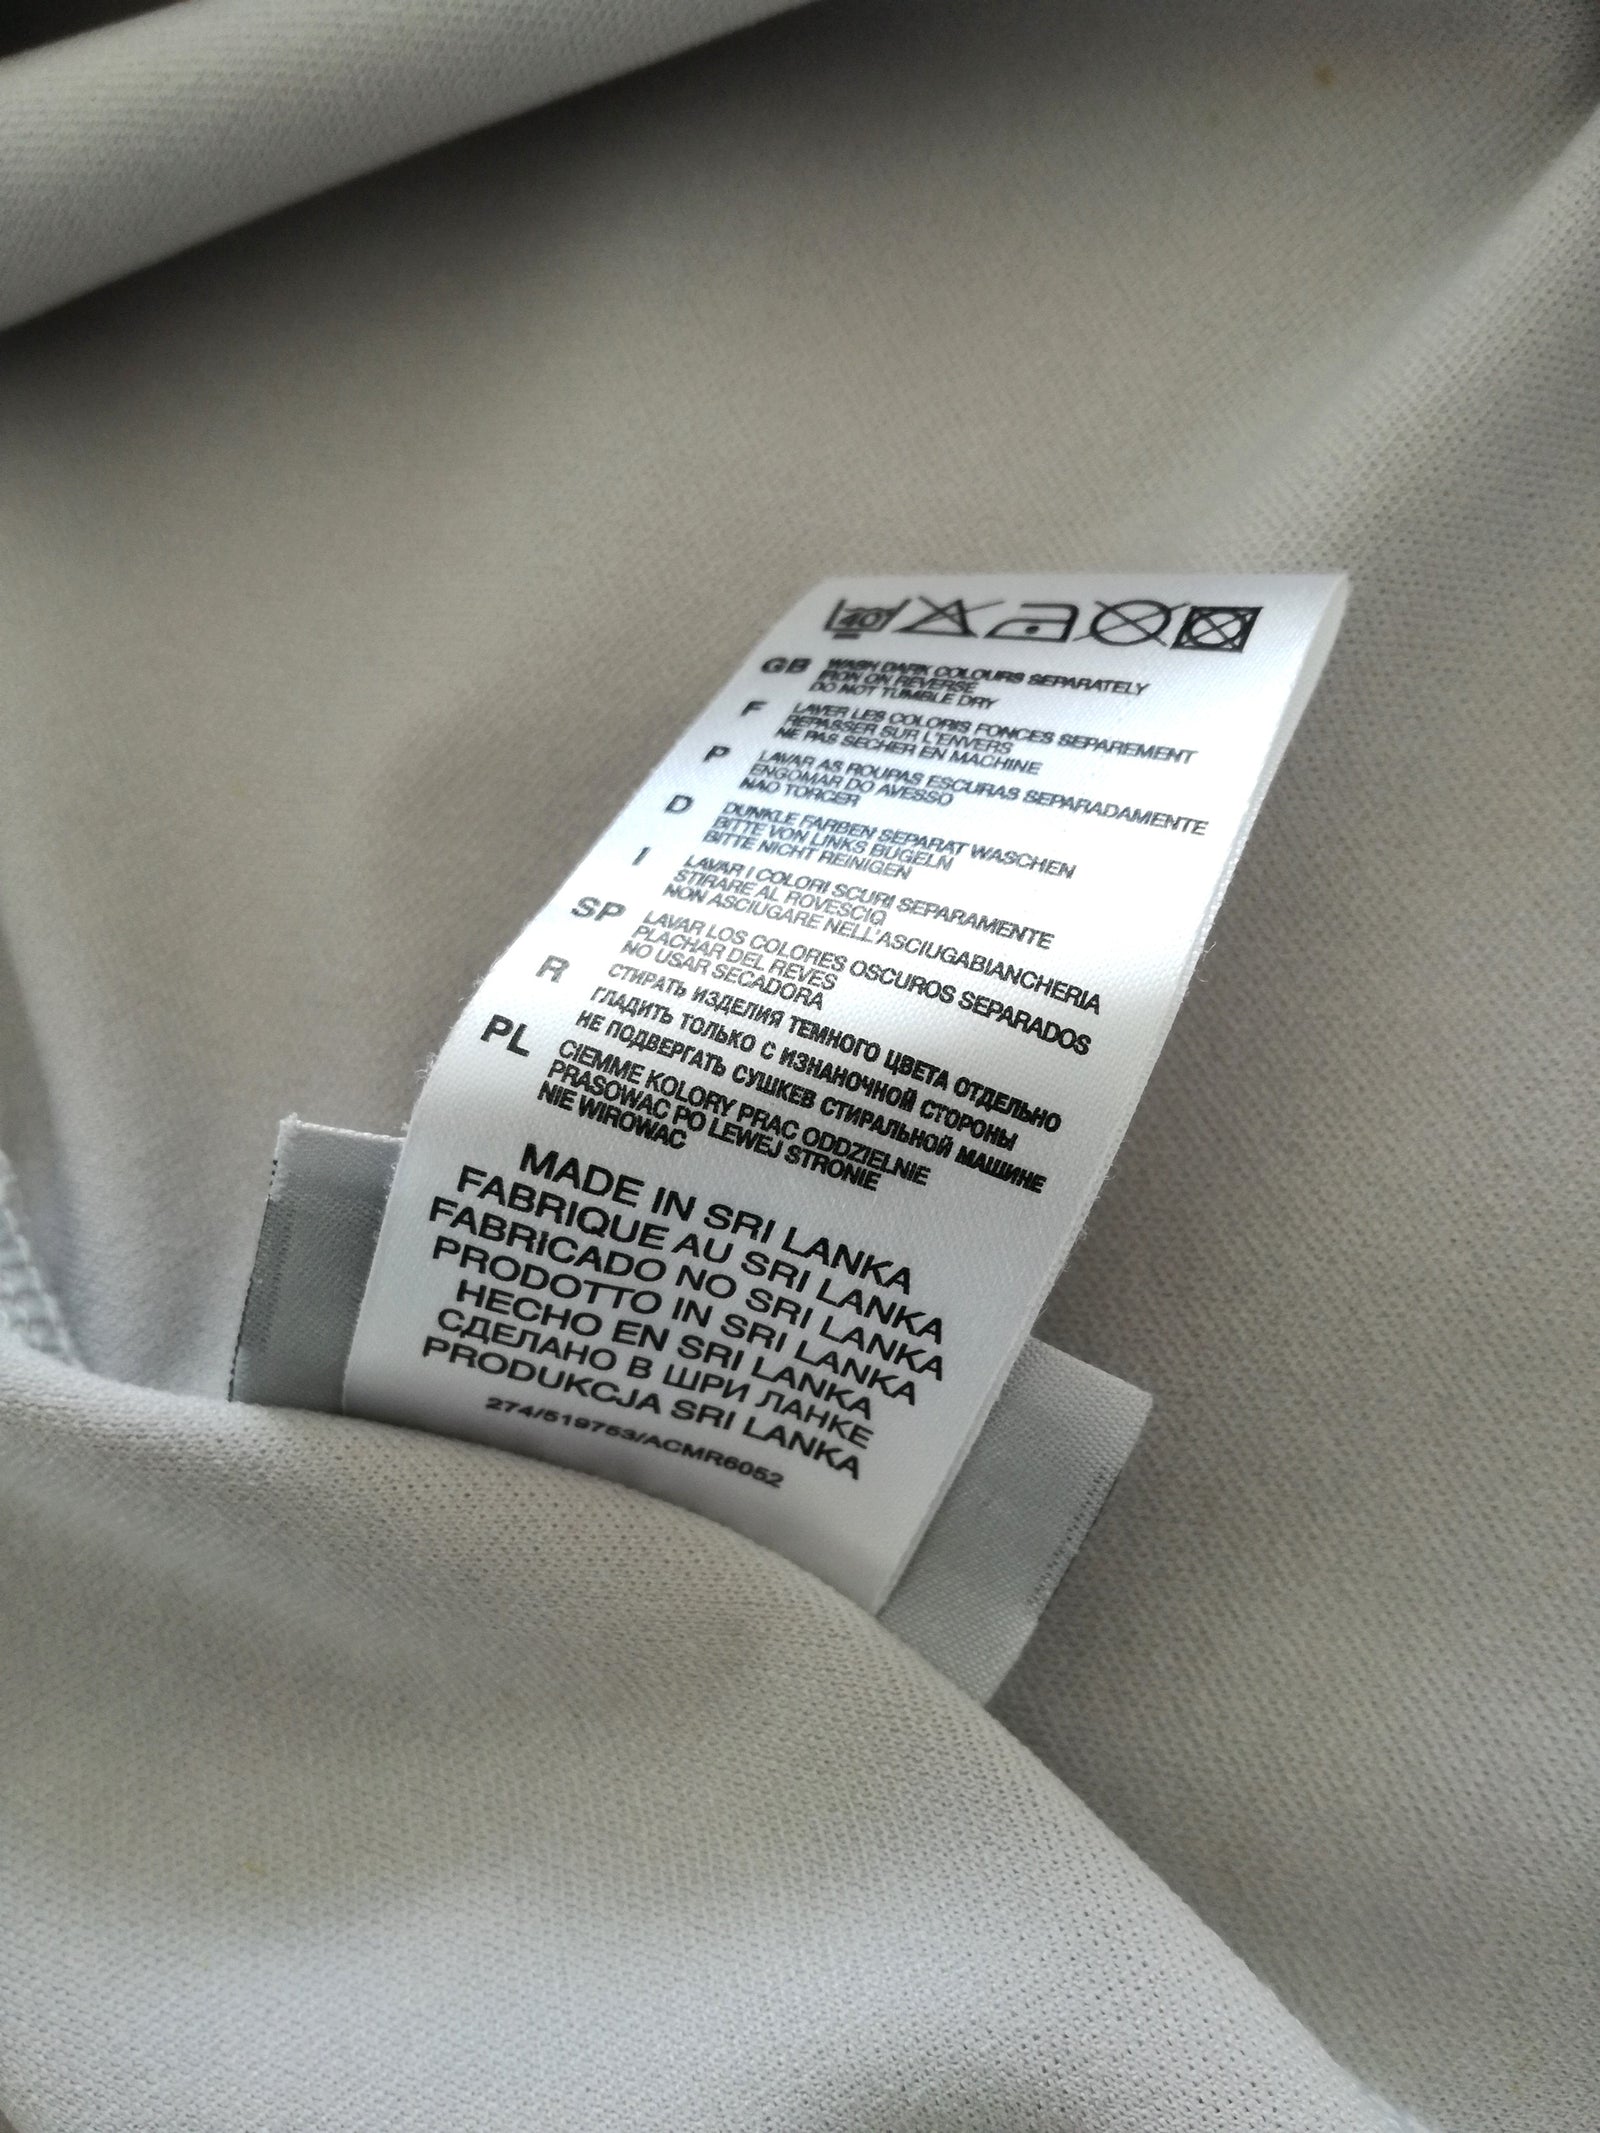 40
GB WASH DARK COLOURS SEPARATELY
IRON ON REVERSE
DO NOT TUMBLE DRY
F LAVER LES COLORIS FONCES SEPAREMENT
REPASSER SUR L'ENVERS
NE PAS SECHER EN MACHINE
P LAVAR AS ROUPAS ESCURAS SEPARADAMENTE
ENGOMAR DO AVESSO
NAO TORCER
D DUNKLE FARBEN SEPARAT WASCHEN
BITTE VON LINKS BUGELN
BITTE NICHT REINIGEN
I LAVAR I COLORI SCURI SEPARAMENTE
STIRARE AL ROVESCIO
NON ASCIUGARE NELL'ASCIUGABIANCHERIA
SP LAVAR LOS COLORES OSCUROS SEPARADOS
PLACHAR DEL REVES
NO USAR SECADORA
R СТИРАТЬ ИЗДЕЛИЯ ТЕМНОГО ЦВЕТА ОТДЕЛЬНО
ГЛАДИТЬ ТОЛЬКО С ИЗНАНОЧНОЙ СТОРОНЫ
НЕ ПОДВЕРГАТЬ СУШКЕВ СТИРАЛЬНОЙ МАШИНЕ
PL CIEMME KOLORY PRAC ODDZIELNIE
PRASOWAC PO LEWEJ STRONIE
NIE WIROWAC
MADE IN SRI LANKA
FABRIQUE AU SRI LANKA
FABRICADO NO SRI LANKA
PRODOTTO IN SRI LANKA
HECHO EN SRI LANKA
СДЕЛАНО В ШРИ ЛАНКЕ
PRODUKCJA SRI LANKA
274/519753/ACMR6052